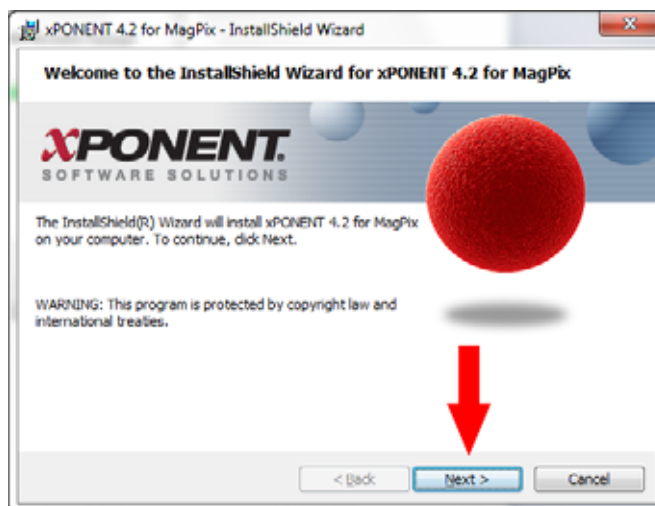 xPONENT 4.2 for MagPix - InstallShield Wizard
Welcome to the InstallShield Wizard for xPONENT 4.2 for MagPix
xPONENT.
SOFTWARE SOLUTIONS
The InstallShield(R) Wizard will install xPONENT 4.2 for MagPix
on your computer. To continue, click Next.
WARNING: This program is protected by copyright law and
international treaties.
< Back
Next >
Cancel